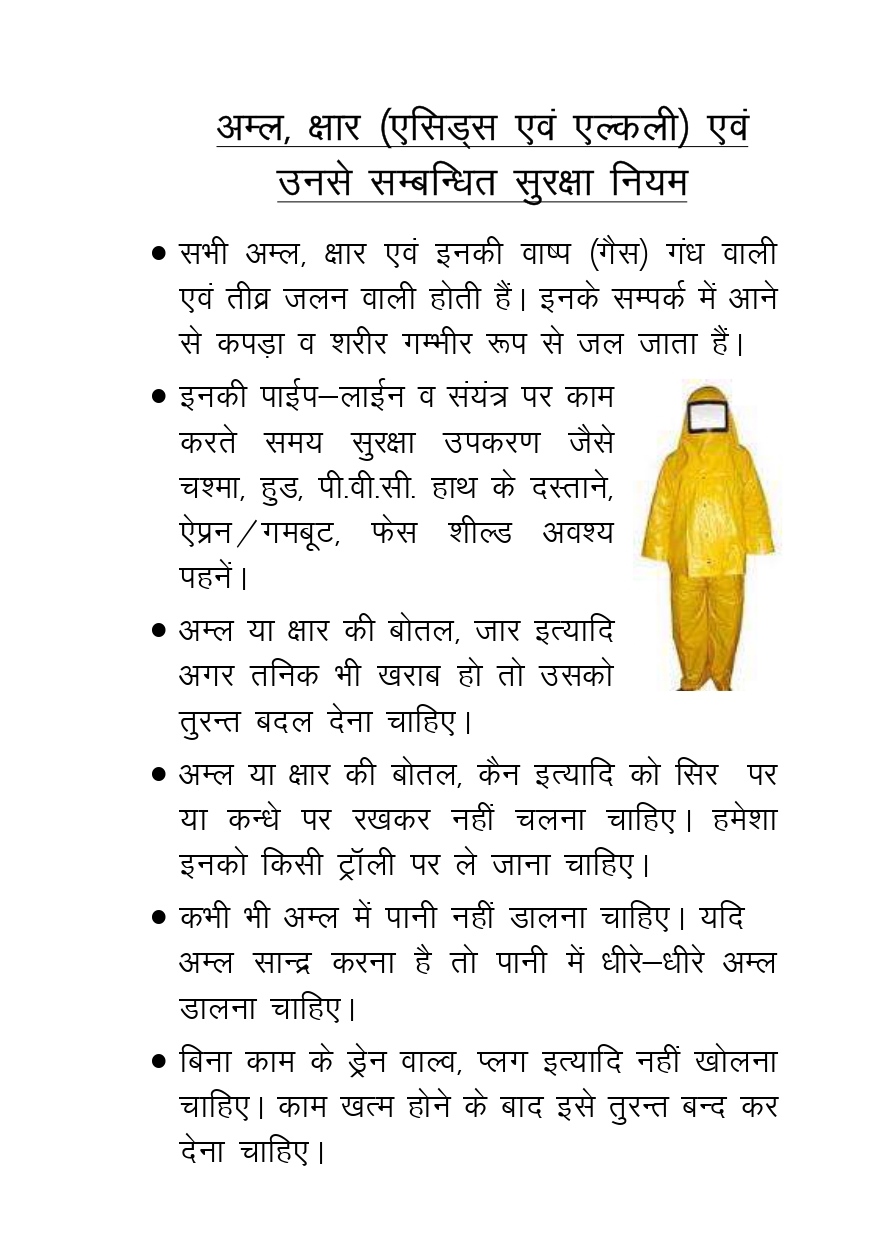 अम्ल, क्षार (एसिड्स एवं एल्कली) एवं
उनसे सम्बन्धित सुरक्षा नियम
• सभी अम्ल, क्षार एवं इनकी वाष्प (गैस) गंध वाली
एवं तीव्र जलन वाली होती हैं। इनके सम्पर्क में आने
से कपड़ा व शरीर गम्भीर रूप से जल जाता हैं।
• इनकी पाईप–लाईन व संयंत्र पर काम
करते समय सुरक्षा उपकरण जैसे
चश्मा, हुड, पी.वी.सी. हाथ के दस्ताने,
ऐप्रन/गमबूट, फेस शील्ड अवश्य
पहनें।
• अम्ल या क्षार की बोतल, जार इत्यादि
अगर तनिक भी खराब हो तो उसको
तुरन्त बदल देना चाहिए।
• अम्ल या क्षार की बोतल, कैन इत्यादि को सिर पर
या कन्धे पर रखकर नहीं चलना चाहिए। हमेशा
इनको किसी ट्रॉली पर ले जाना चाहिए।
• कभी भी अम्ल में पानी नहीं डालना चाहिए। यदि
अम्ल सान्द्र करना है तो पानी में धीरे–धीरे अम्ल
डालना चाहिए।
• बिना काम के ड्रेन वाल्व, प्लग इत्यादि नहीं खोलना
चाहिए। काम खत्म होने के बाद इसे तुरन्त बन्द कर
देना चाहिए।